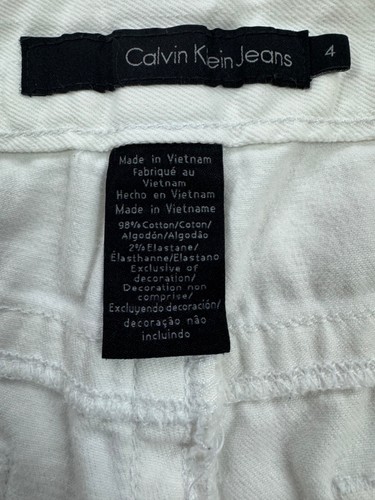 Calvin Klein Jeans 4
Made in Vietnam
Fabriqué au
Vietnam
Hecho en Vietnam
Made in Vietname
98% Cotton/Coton/
Algodón/Algodão
2% Elastane/
Élasthanne/Elastano
Exclusive of
decoration/
Decoration non
comprise/
Excluyendo decoración/
decoração não
incluindo